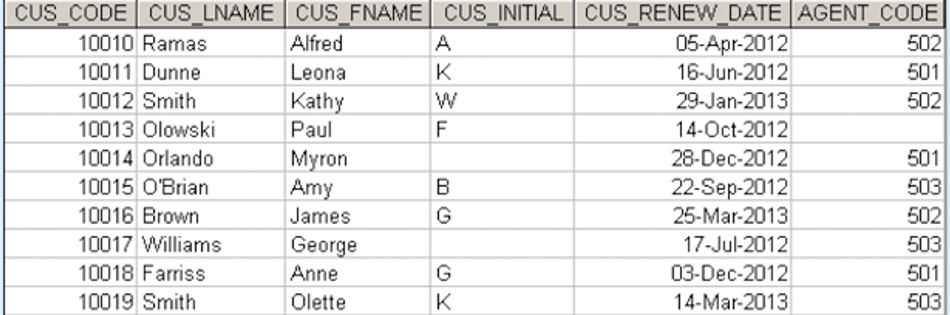 CUS_CODE CUS_LNAME CUS_FNAME CUS_INITIAL CUS_RENEW_DATE AGENT_CODE
10010 Ramas Alfred A 05-Apr-2012 502
10011 Dunne Leona K 16-Jun-2012 501
10012 Smith Kathy W 29-Jan-2013 502
10013 Olowski Paul F 14-Oct-2012
10014 Orlando Myron 28-Dec-2012 501
10015 O'Brian Amy B 22-Sep-2012 503
10016 Brown James G 25-Mar-2013 502
10017 Williams George 17-Jul-2012 503
10018 Farriss Anne G 03-Dec-2012 501
10019 Smith Olette K 14-Mar-2013 503